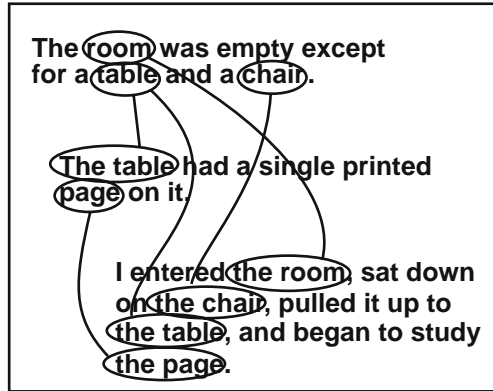 The room was empty except
for a table and a chair.
The table had a single printed
page on it.
I entered the room, sat down
on the chair, pulled it up to
the table, and began to study
the page.